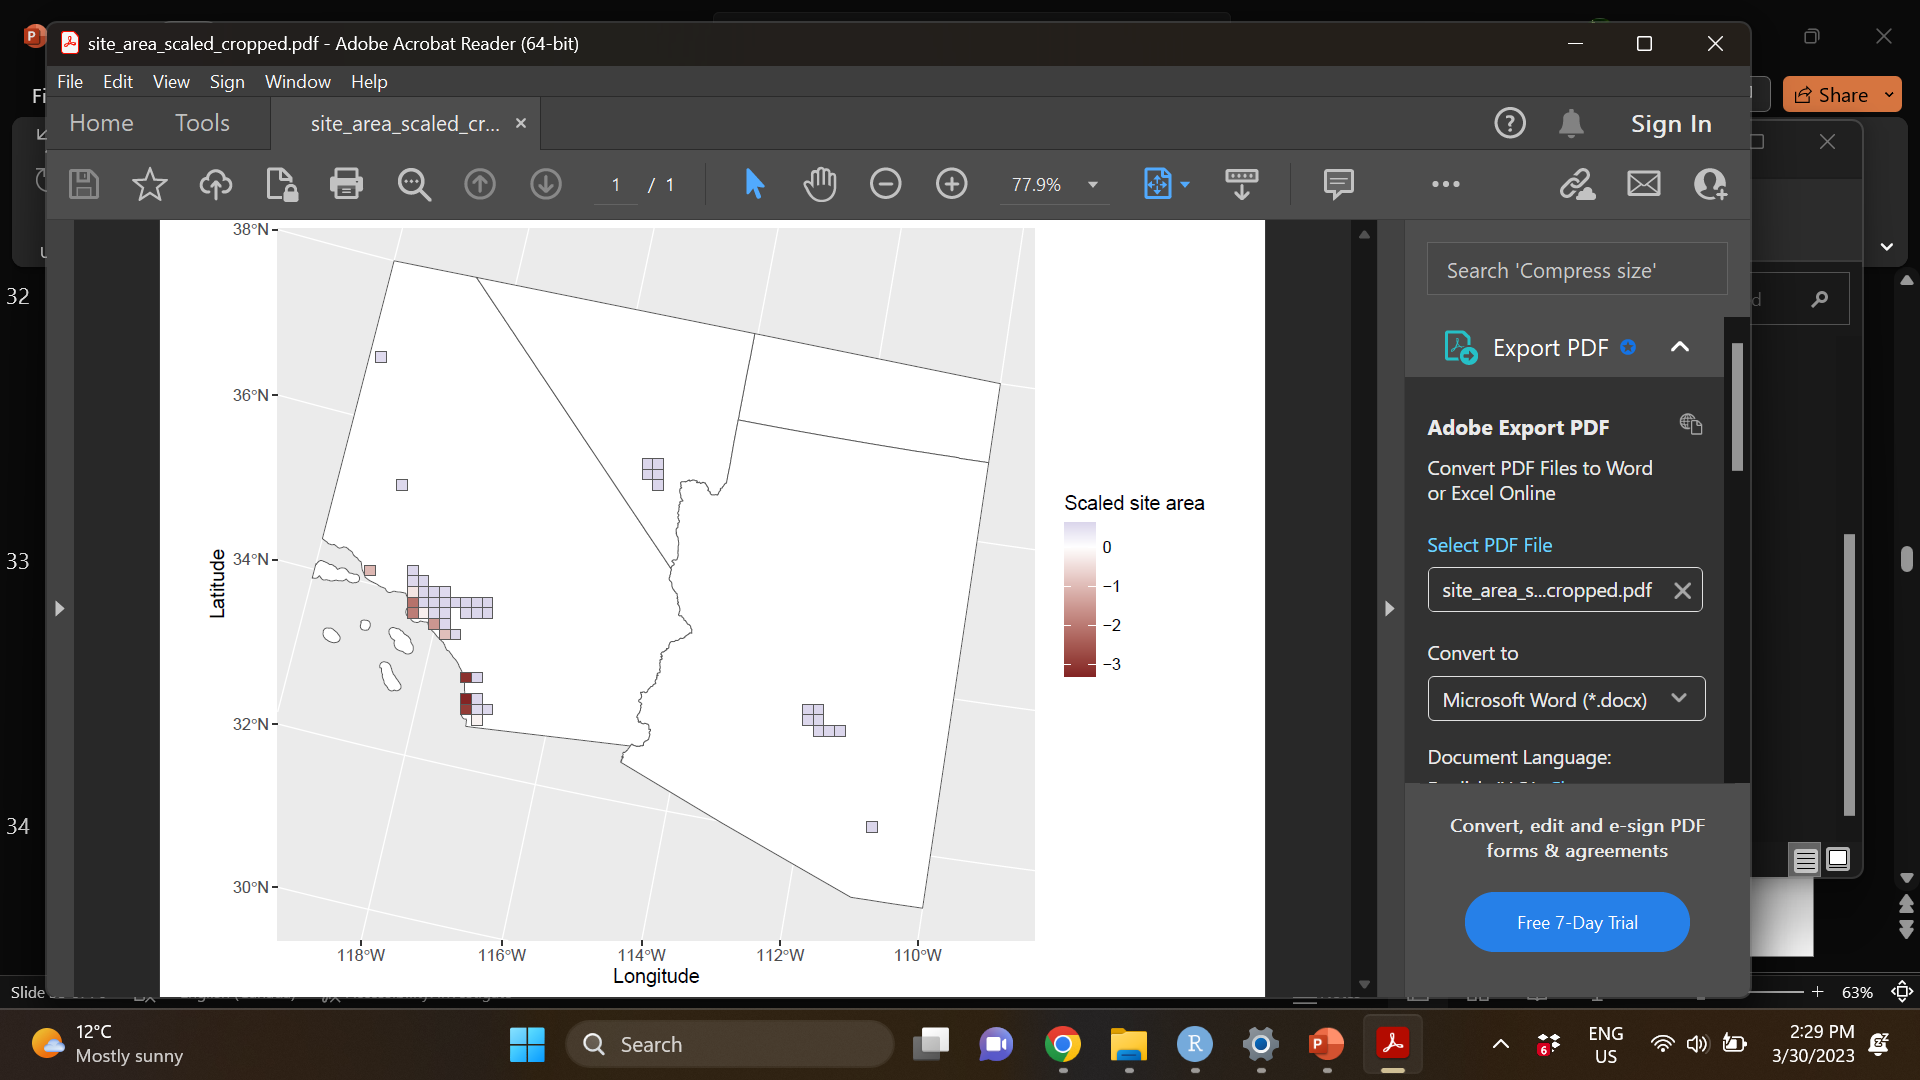 site_area_scaled_cropped.pdf - Adobe Acrobat Reader (64-bit)
File Edit View Sign Window Help
Share
Home Tools site_area_scaled_cr... Sign In
1 / 1
77.9%
32
33
34
38°N
36°N
34°N
32°N
30°N
Latitude
118°W 116°W 114°W 112°W 110°W
Longitude
Scaled site area
0
−1
−2
−3
Search 'Compress size'
Export PDF
Adobe Export PDF
Convert PDF Files to Word
or Excel Online
Select PDF File
site_area_s...cropped.pdf
Convert to
Microsoft Word (*.docx)
Document Language:
Convert, edit and e-sign PDF
forms & agreements
Free 7-Day Trial
Slide
63%
12°C
Mostly sunny
Search
6
ENG
US
2:29 PM
3/30/2023